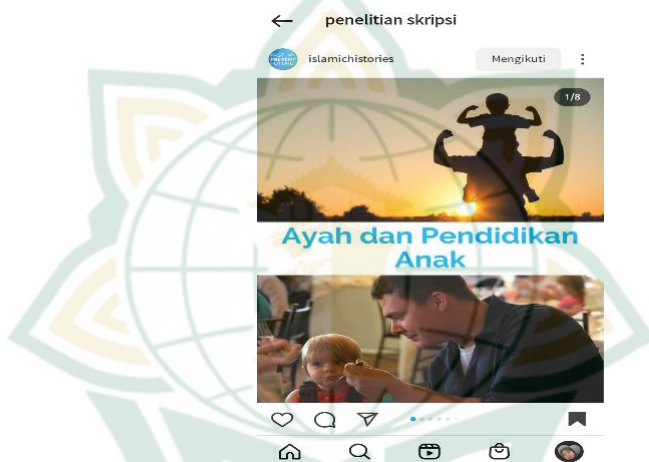 penelitian skripsi
islamichistories
Mengikuti
1/8
Ayah dan Pendidikan
Anak